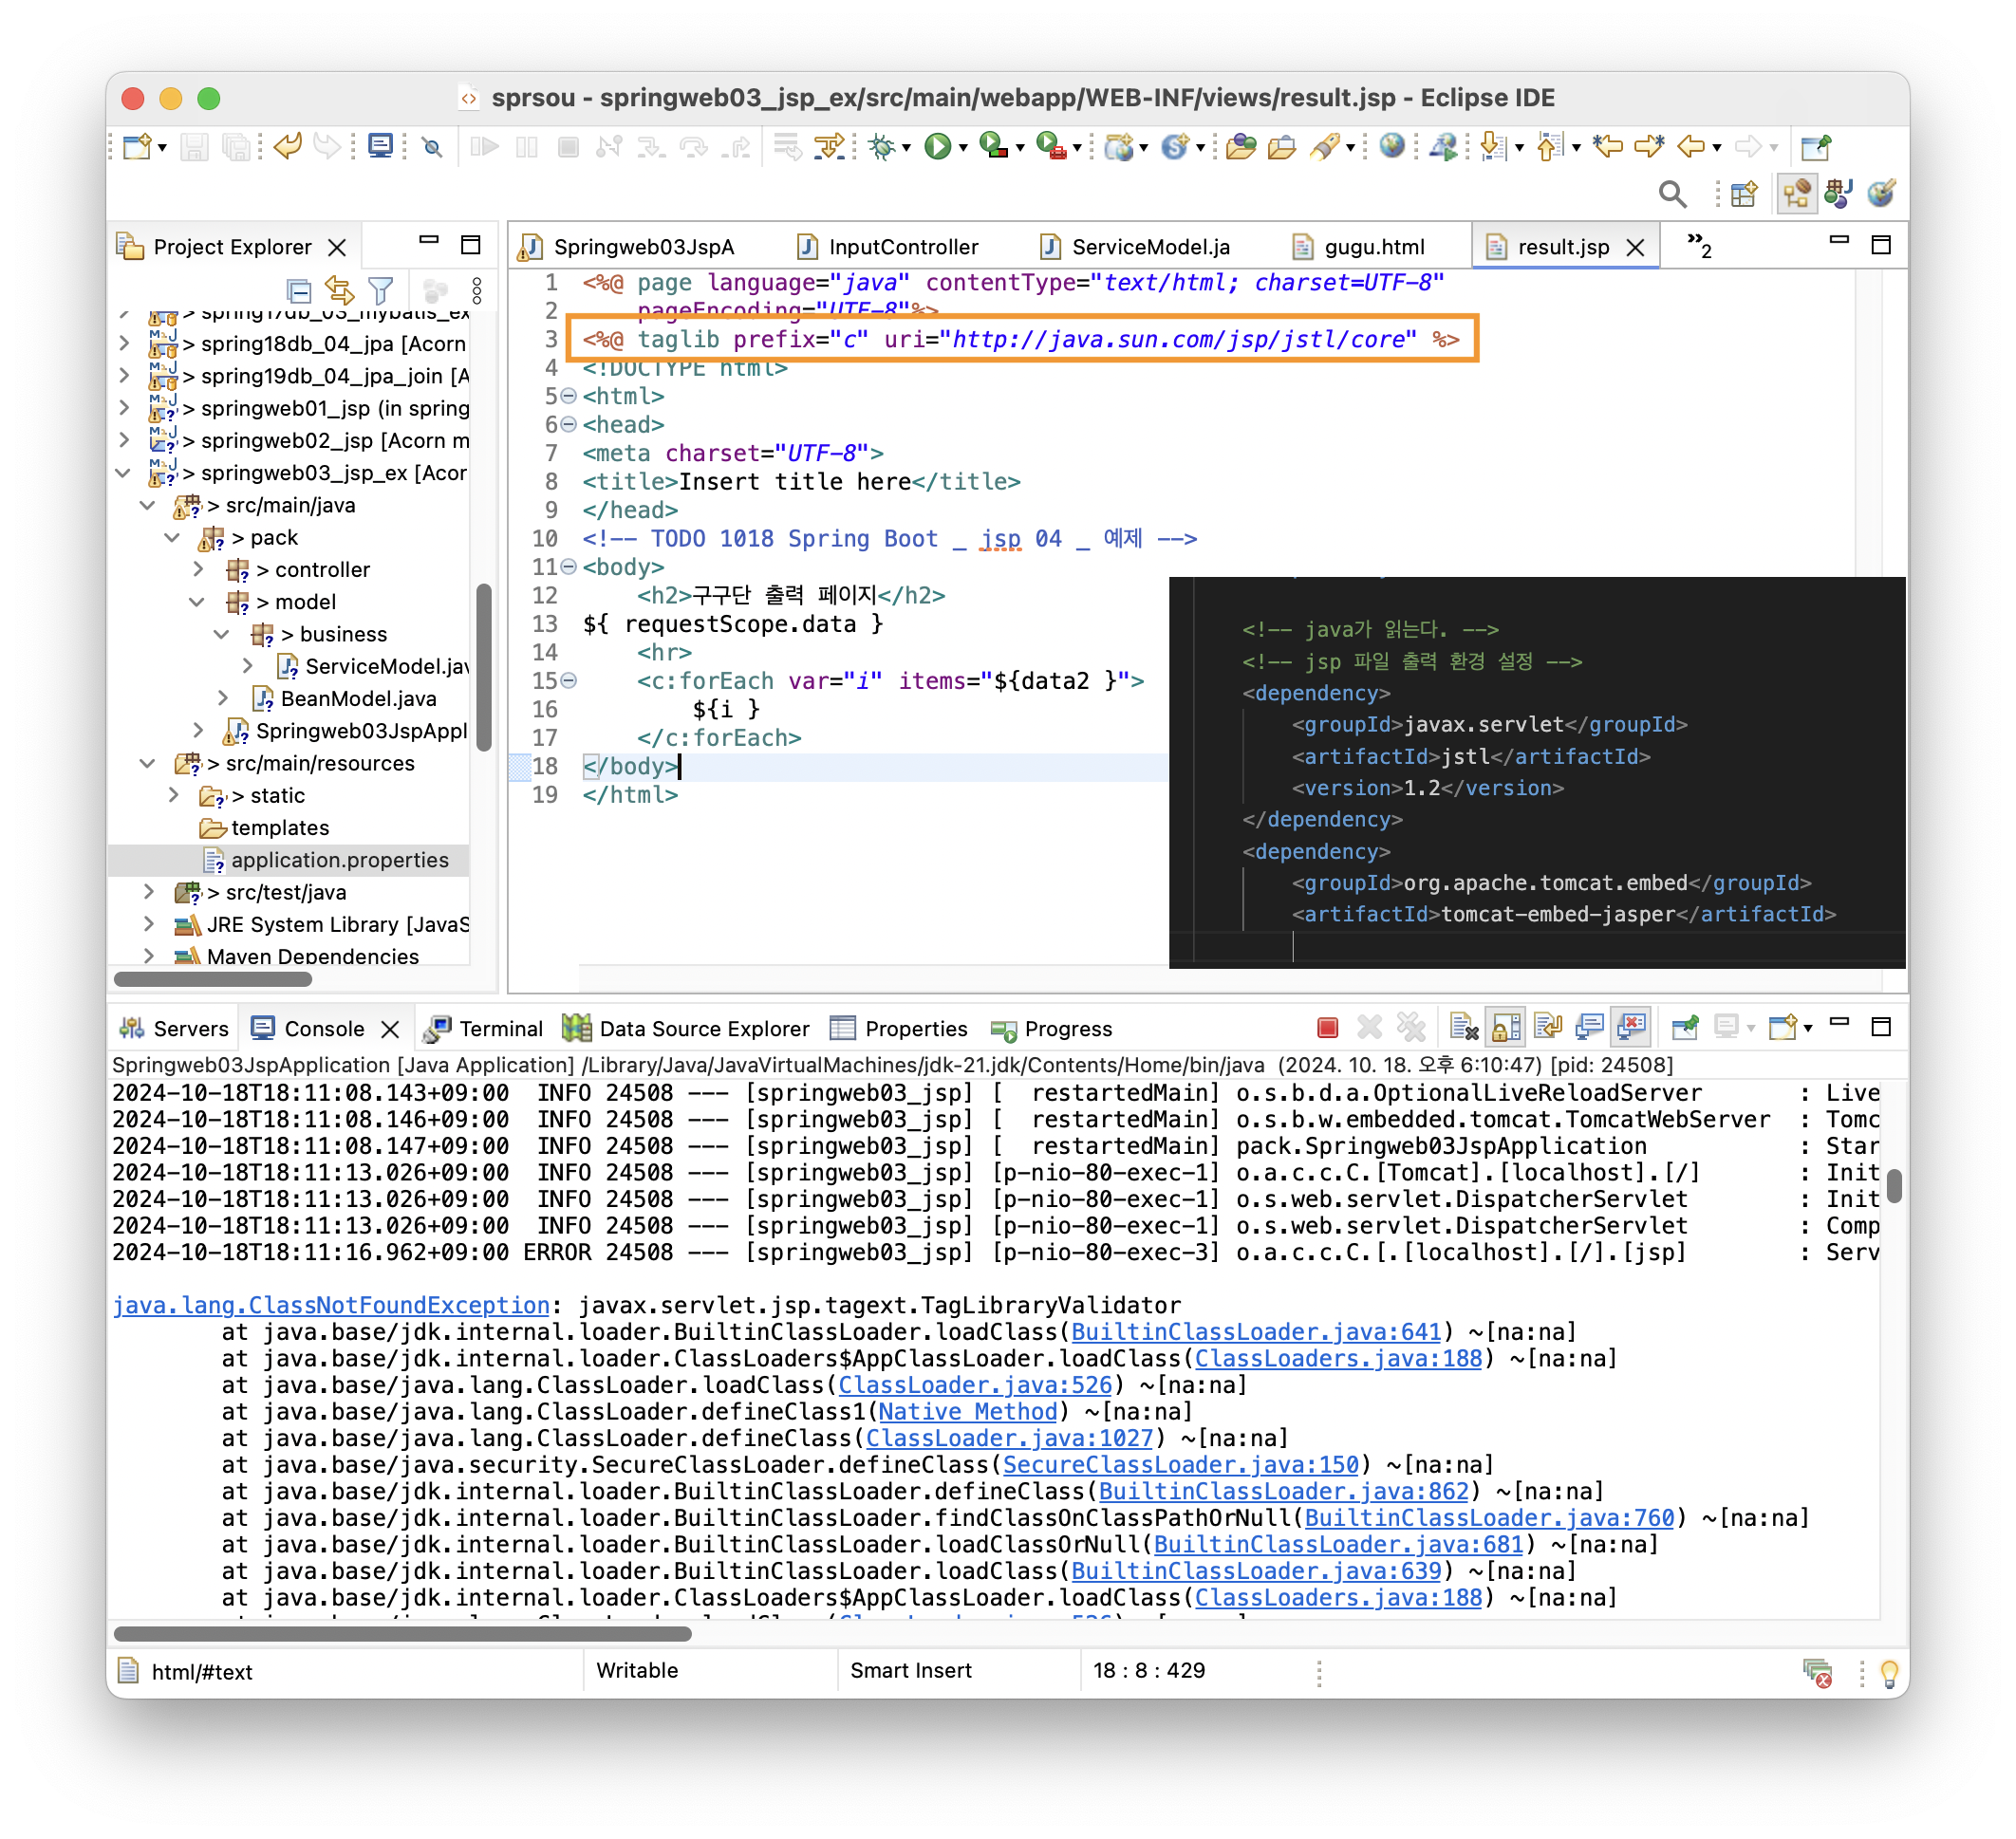 sprsou - springweb03_jsp_ex/src/main/webapp/WEB-INF/views/result.jsp - Eclipse IDE
Project Explorer
> spring17db_03_mybatis_ex
> spring18db_04_jpa [Acorn
> spring19db_04_jpa_join [A
> springweb01_jsp (in spring
> springweb02_jsp [Acorn m
> springweb03_jsp_ex [Acor
> src/main/java
> pack
> controller
> model
> business
ServiceModel.jav
BeanModel.java
Springweb03JspAppl
> src/main/resources
> static
templates
application.properties
> src/test/java
JRE System Library [JavaS
Maven Dependencies
Springweb03JspA
InputController
ServiceModel.ja
gugu.html
result.jsp
»2
1 <%@ page language="java" contentType="text/html; charset=UTF-8"
2 pageEncoding="UTF-8"%>
3 <%@ taglib prefix="c" uri="http://java.sun.com/jsp/jstl/core" %>
4 <!DOCTYPE html>
5 <html>
6 <head>
7 <meta charset="UTF-8">
8 <title>Insert title here</title>
9 </head>
10 <!-- TODO 1018 Spring Boot _ jsp 04 _ 예제 -->
11 <body>
12 <h2>구구단 출력 페이지</h2>
13 ${ requestScope.data }
14 <hr>
15 <c:forEach var="i" items="${data2 }">
16 ${i }
17 </c:forEach>
18 </body>
19 </html>
<!-- java가 읽는다. -->
<!-- jsp 파일 출력 환경 설정 -->
<dependency>
<groupId>javax.servlet</groupId>
<artifactId>jstl</artifactId>
<version>1.2</version>
</dependency>
<dependency>
<groupId>org.apache.tomcat.embed</groupId>
<artifactId>tomcat-embed-jasper</artifactId>
Servers
Console
Terminal
Data Source Explorer
Properties
Progress
Springweb03JspApplication [Java Application] /Library/Java/JavaVirtualMachines/jdk-21.jdk/Contents/Home/bin/java (2024. 10. 18. 오후 6:10:47) [pid: 24508]
2024-10-18T18:11:08.143+09:00 INFO 24508 --- [springweb03_jsp] [ restartedMain] o.s.b.d.a.OptionalLiveReloadServer : Live
2024-10-18T18:11:08.146+09:00 INFO 24508 --- [springweb03_jsp] [ restartedMain] o.s.b.w.embedded.tomcat.TomcatWebServer : Tomc
2024-10-18T18:11:08.147+09:00 INFO 24508 --- [springweb03_jsp] [ restartedMain] pack.Springweb03JspApplication : Star
2024-10-18T18:11:13.026+09:00 INFO 24508 --- [springweb03_jsp] [p-nio-80-exec-1] o.a.c.c.C.[Tomcat].[localhost].[/] : Init
2024-10-18T18:11:13.026+09:00 INFO 24508 --- [springweb03_jsp] [p-nio-80-exec-1] o.s.web.servlet.DispatcherServlet : Init
2024-10-18T18:11:13.026+09:00 INFO 24508 --- [springweb03_jsp] [p-nio-80-exec-1] o.s.web.servlet.DispatcherServlet : Comp
2024-10-18T18:11:16.962+09:00 ERROR 24508 --- [springweb03_jsp] [p-nio-80-exec-3] o.a.c.c.C.[.[localhost].[/].[jsp] : Serv
java.lang.ClassNotFoundException: javax.servlet.jsp.tagext.TagLibraryValidator
at java.base/jdk.internal.loader.BuiltinClassLoader.loadClass(BuiltinClassLoader.java:641) ~[na:na]
at java.base/jdk.internal.loader.ClassLoaders$AppClassLoader.loadClass(ClassLoaders.java:188) ~[na:na]
at java.base/java.lang.ClassLoader.loadClass(ClassLoader.java:526) ~[na:na]
at java.base/java.lang.ClassLoader.defineClass1(Native Method) ~[na:na]
at java.base/java.lang.ClassLoader.defineClass(ClassLoader.java:1027) ~[na:na]
at java.base/java.security.SecureClassLoader.defineClass(SecureClassLoader.java:150) ~[na:na]
at java.base/jdk.internal.loader.BuiltinClassLoader.defineClass(BuiltinClassLoader.java:862) ~[na:na]
at java.base/jdk.internal.loader.BuiltinClassLoader.findClassOnClassPathOrNull(BuiltinClassLoader.java:760) ~[na:na]
at java.base/jdk.internal.loader.BuiltinClassLoader.loadClassOrNull(BuiltinClassLoader.java:681) ~[na:na]
at java.base/jdk.internal.loader.BuiltinClassLoader.loadClass(BuiltinClassLoader.java:639) ~[na:na]
at java.base/jdk.internal.loader.ClassLoaders$AppClassLoader.loadClass(ClassLoaders.java:188) ~[na:na]
html/#text
Writable
Smart Insert
18 : 8 : 429